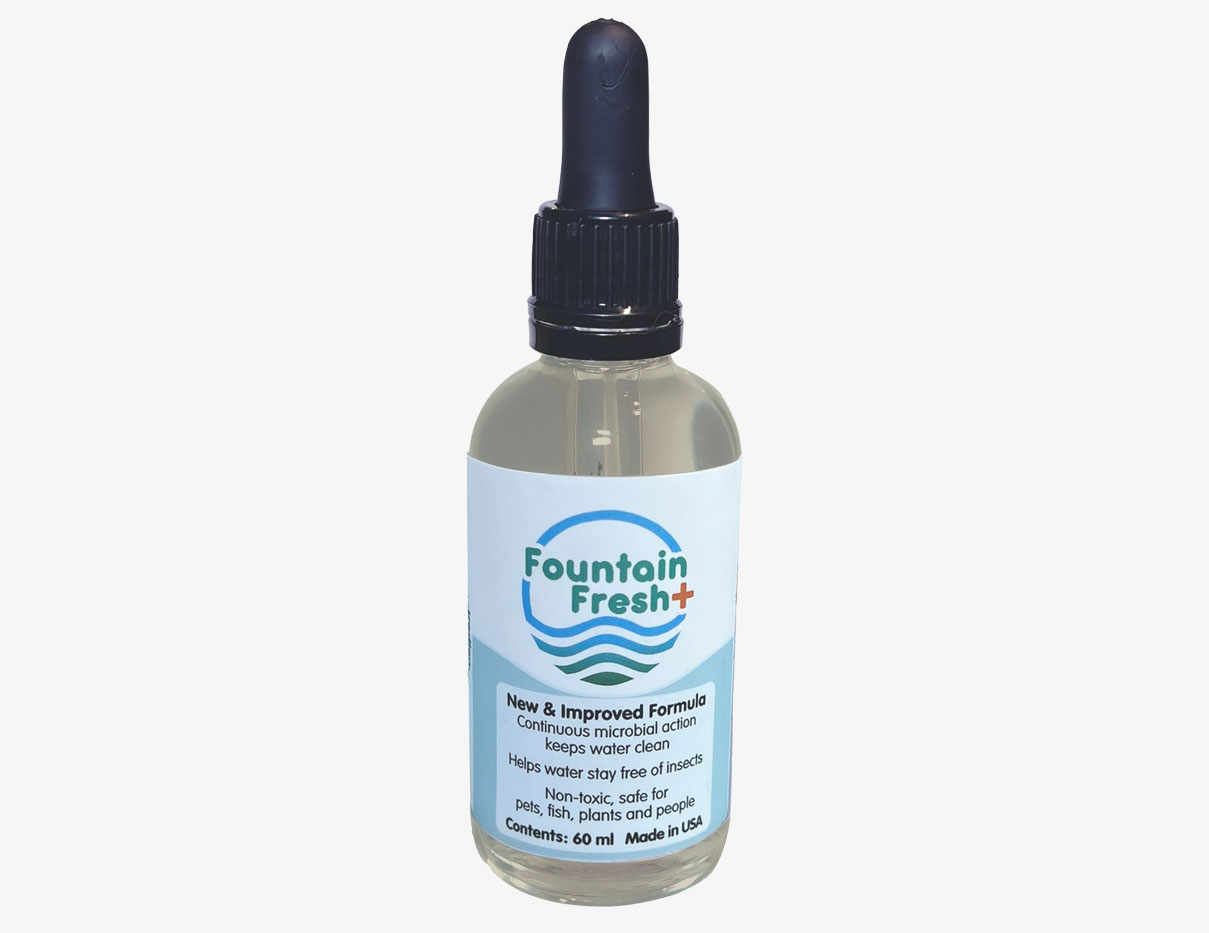 Fountain
Fresh+
New & Improved Formula
Continuous microbial action
keeps water clean
Helps water stay free of insects
Non-toxic, safe for
pets, fish, plants and people
Contents: 60 ml Made in USA